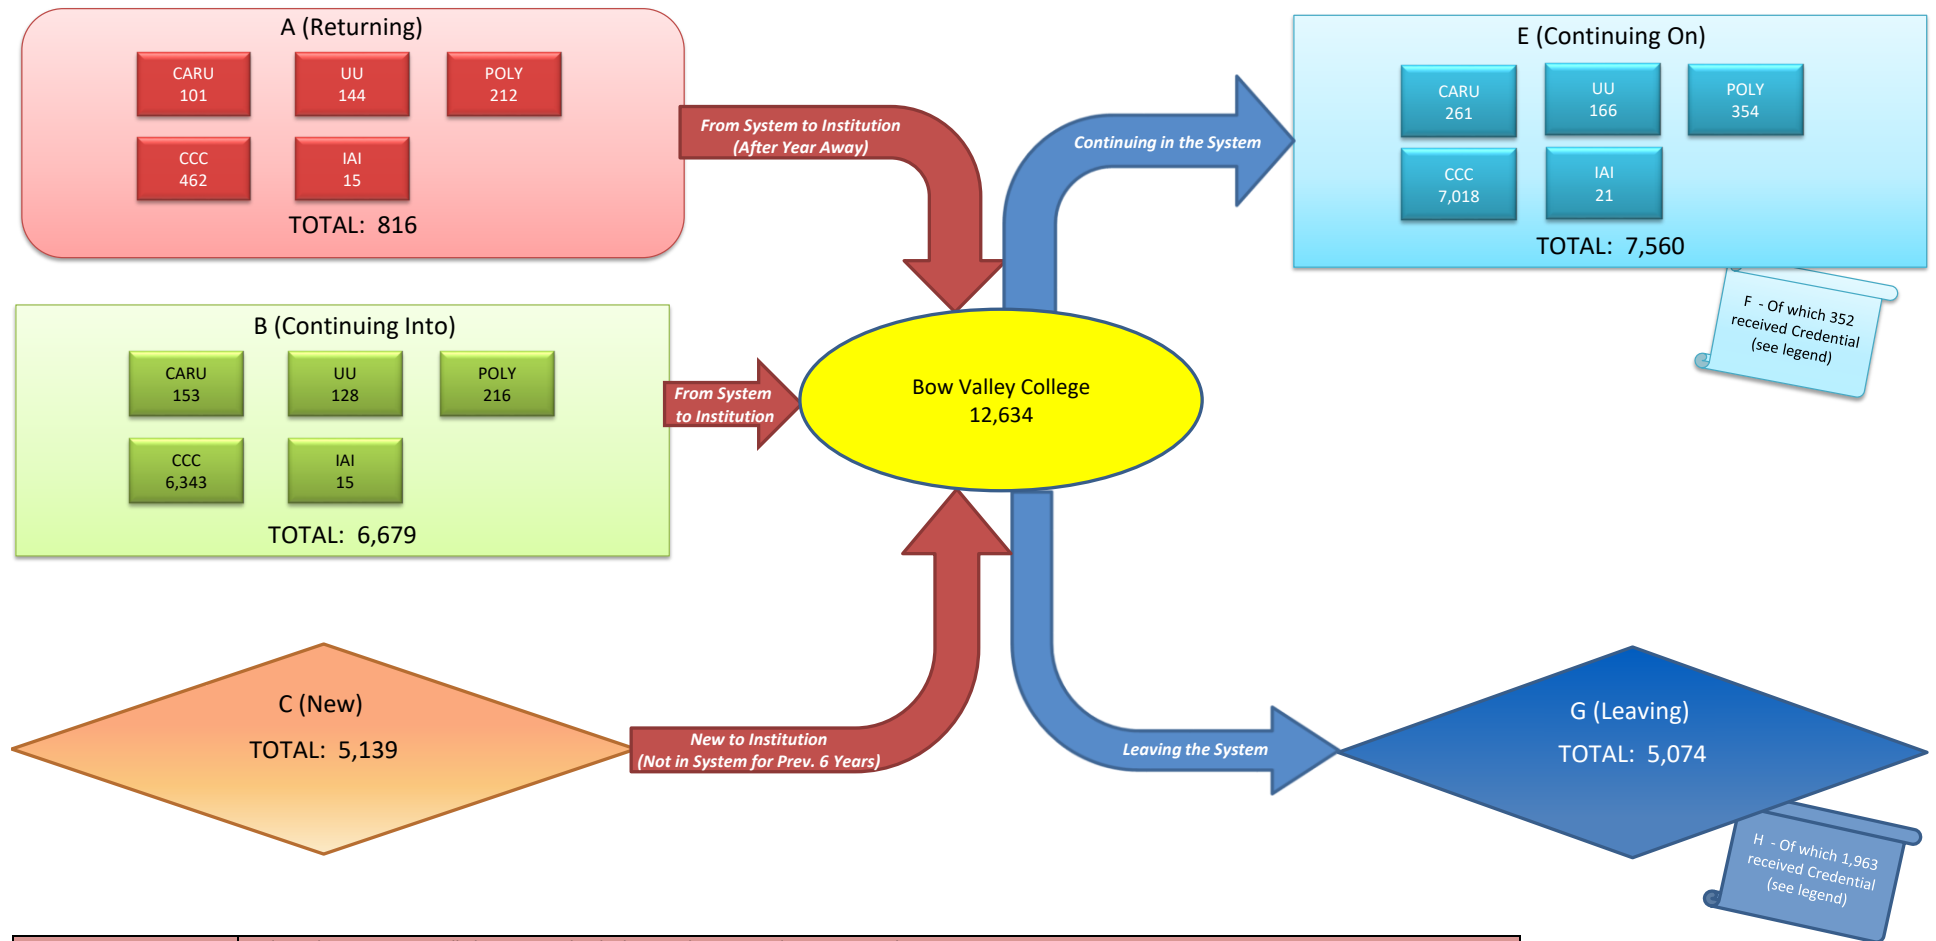 A (Returning)
CARU
101
UU
144
POLY
212
CCC
462
IAI
15
TOTAL: 816
From System to Institution
(After Year Away)
B (Continuing Into)
CARU
153
UU
128
POLY
216
CCC
6,343
IAI
15
TOTAL: 6,679
From System
to Institution
C (New)
TOTAL: 5,139
New to Institution
(Not in System for Prev. 6 Years)
Bow Valley College
12,634
Continuing in the System
E (Continuing On)
CARU
261
UU
166
POLY
354
CCC
7,018
IAI
21
TOTAL: 7,560
F - Of which 352
received Credential
(see legend)
Leaving the System
G (Leaving)
TOTAL: 5,074
H - Of which 1,963
received Credential
(see legend)